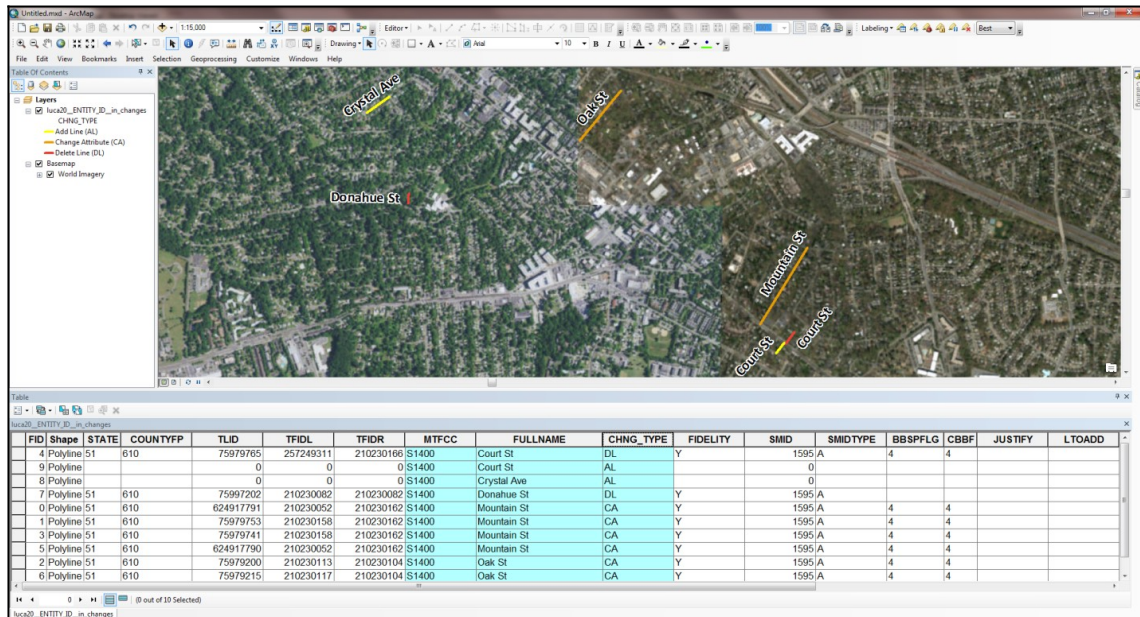 Untitled.mxd - ArcMap
1:15,000 Editor Labeling Best
Drawing A Arial 10 B I U A
File Edit View Bookmarks Insert Selection Geoprocessing Customize Windows Help
Table Of Contents
Layers
luca20__ENTITY_ID__in_changes
CHNG_TYPE
Add Line (AL)
Change Attribute (CA)
Delete Line (DL)
Basemap
World Imagery
Crystal Ave
Oak St
Donahue St
Mountain St
Court St
Court St
Catalog
Table
luca20__ENTITY_ID__in_changes
FID Shape STATE COUNTYFP TLID TFIDL TFIDR MTFCC FULLNAME CHNG_TYPE FIDELITY SMID SMIDTYPE BBSPFLG CBBF JUSTIFY LTOADD
4 Polyline 51 610 75979765 257249311 210230166 S1400 Court St DL Y 1595 A 4 4
9 Polyline 0 0 0 S1400 Court St AL 0
8 Polyline 0 0 0 S1400 Crystal Ave AL 0
7 Polyline 51 610 75997202 210230082 210230082 S1400 Donahue St DL Y 1595 A
0 Polyline 51 610 624917791 210230052 210230162 S1400 Mountain St CA Y 1595 A 4 4
1 Polyline 51 610 75979753 210230158 210230162 S1400 Mountain St CA Y 1595 A 4 4
3 Polyline 51 610 75979741 210230158 210230162 S1400 Mountain St CA Y 1595 A 4 4
5 Polyline 51 610 624917790 210230052 210230162 S1400 Mountain St CA Y 1595 A 4 4
2 Polyline 51 610 75979200 210230113 210230104 S1400 Oak St CA Y 1595 A 4 4
6 Polyline 51 610 75979215 210230117 210230104 S1400 Oak St CA Y 1595 A 4 4
0 (0 out of 10 Selected)
luca20__ENTITY_ID__in_changes